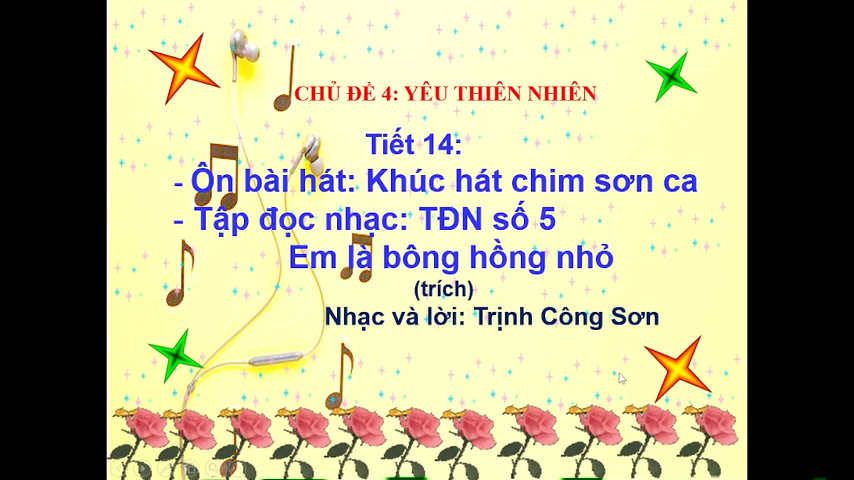 CHỦ ĐỀ 4: YÊU THIÊN NHIÊN
Tiết 14:
- Ôn bài hát: Khúc hát chim sơn ca
- Tập đọc nhạc: TĐN số 5
Em là bông hồng nhỏ
(trích)
Nhạc và lời: Trịnh Công Sơn